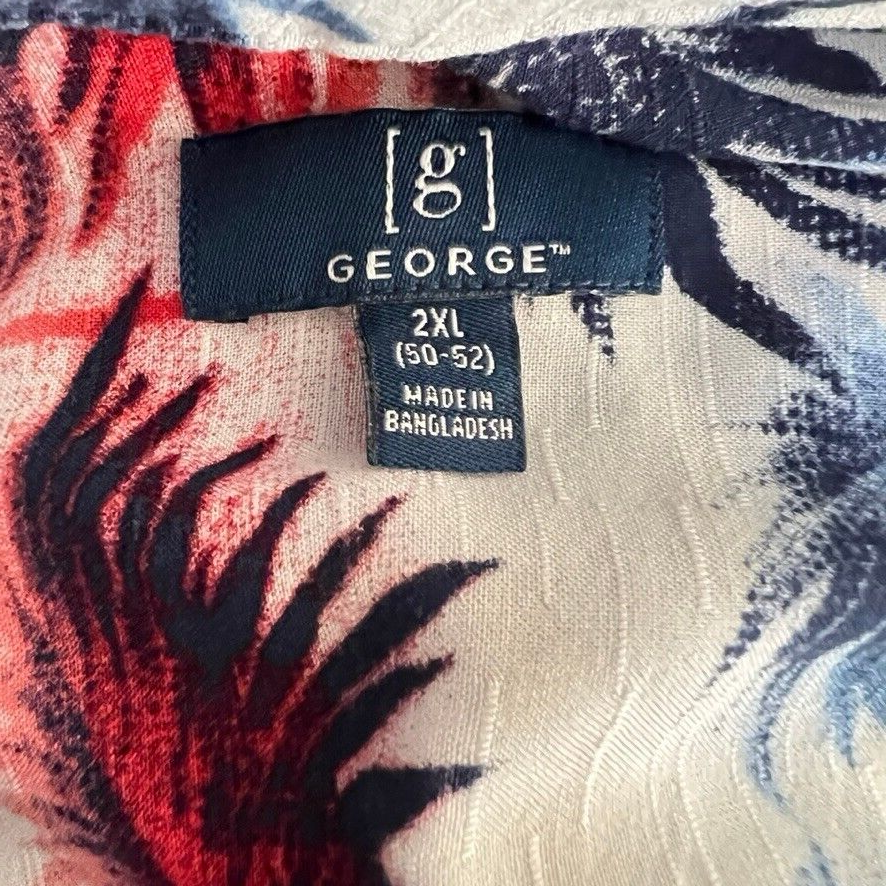 [g]
GEORGE™
2XL
(50-52)
MADE IN
BANGLADESH